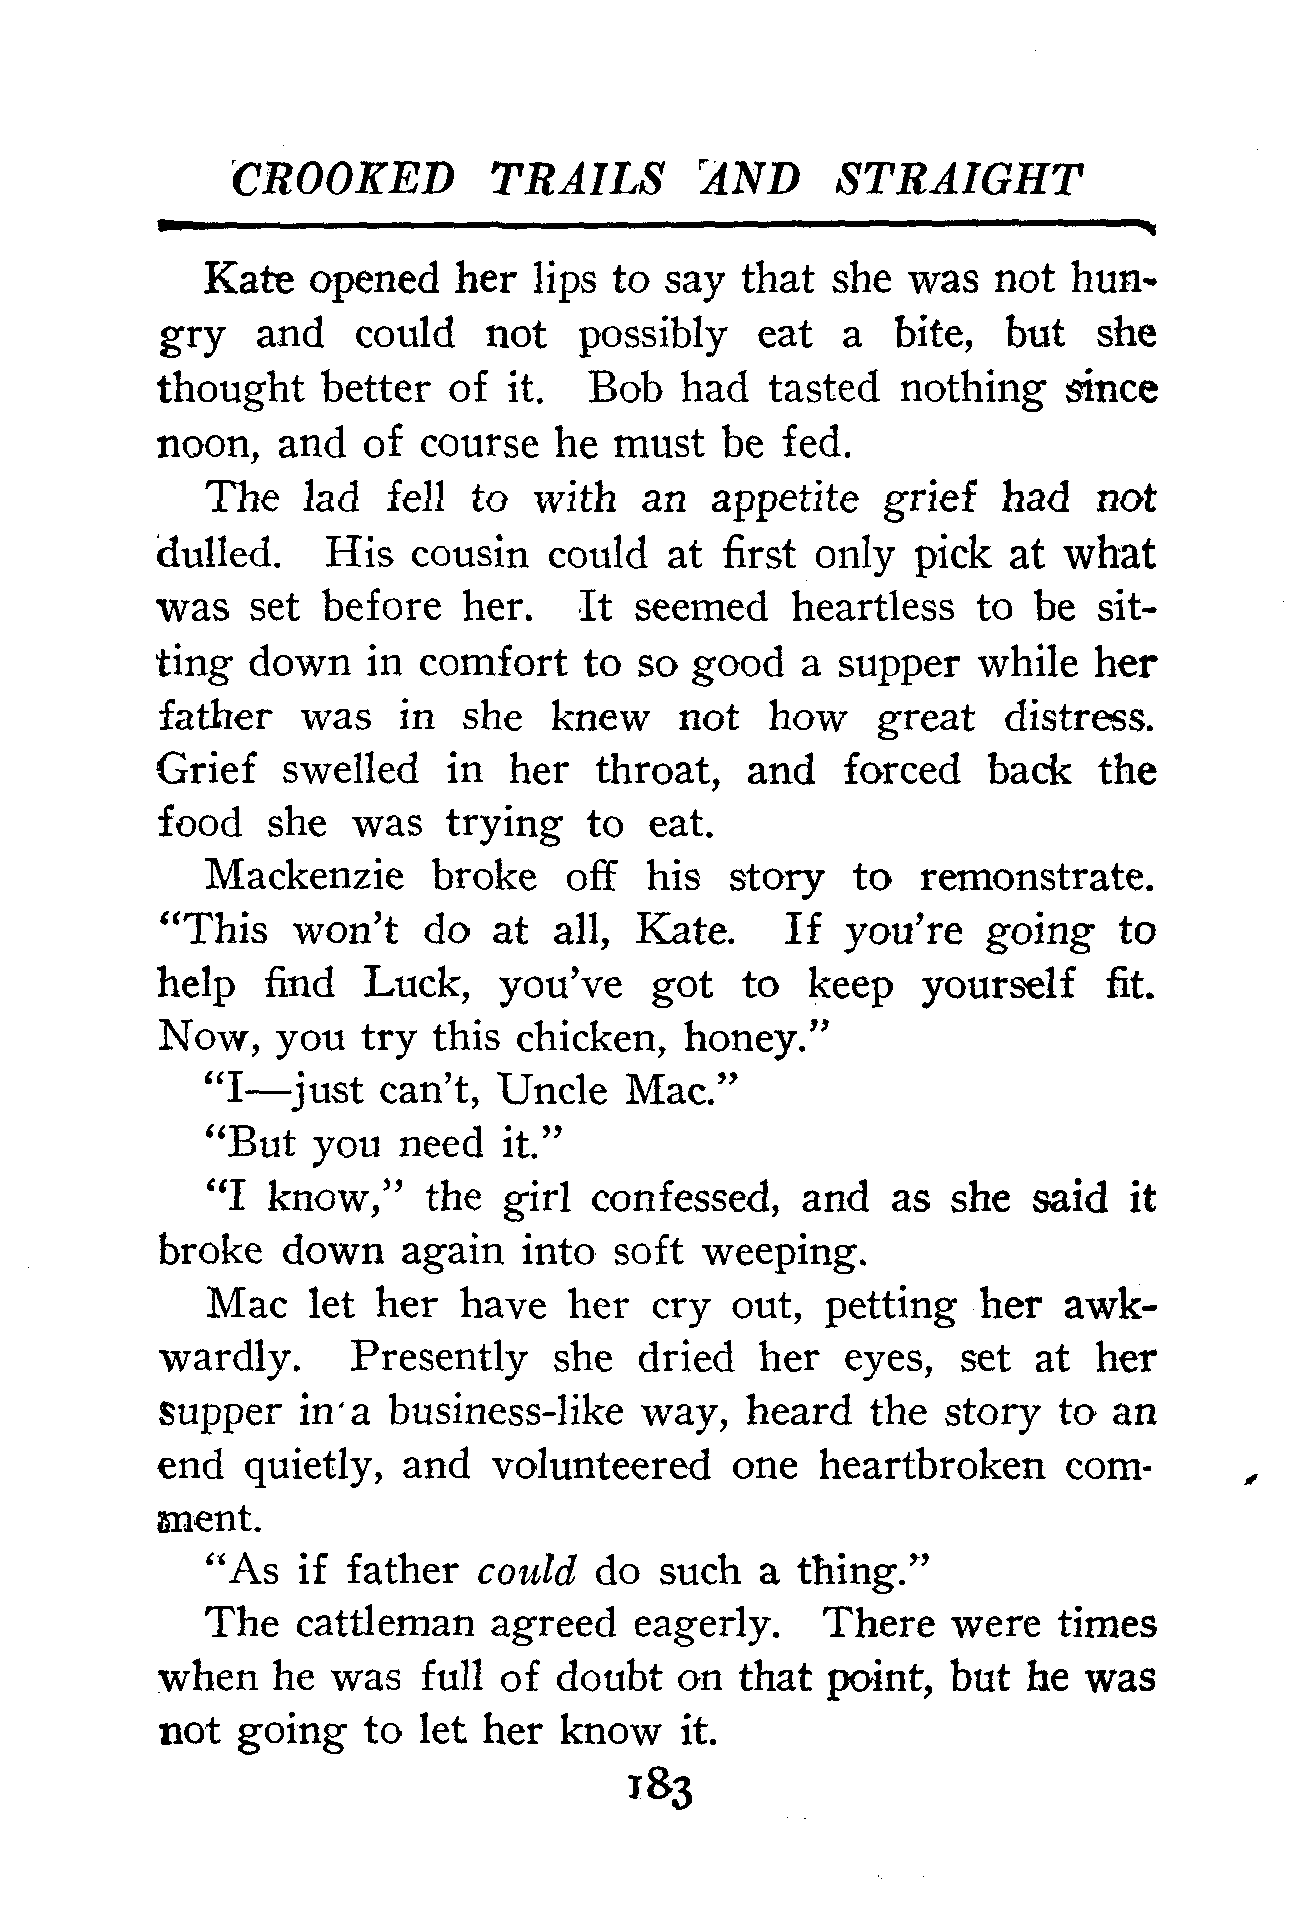 CROOKED TRAILS AND STRAIGHT
Kate opened her lips to say that she was not hun-
gry and could not possibly eat a bite, but she
thought better of it. Bob had tasted nothing since
noon, and of course he must be fed.
The lad fell to with an appetite grief had not
dulled. His cousin could at first only pick at what
was set before her. It seemed heartless to be sit-
ting down in comfort to so good a supper while her
father was in she knew not how great distress.
Grief swelled in her throat, and forced back the
food she was trying to eat.
Mackenzie broke off his story to remonstrate.
“This won’t do at all, Kate. If you’re going to
help find Luck, you’ve got to keep yourself fit.
Now, you try this chicken, honey.”
“I—just can’t, Uncle Mac.”
“But you need it.”
“I know,” the girl confessed, and as she said it
broke down again into soft weeping.
Mac let her have her cry out, petting her awk-
wardly. Presently she dried her eyes, set at her
supper in a business-like way, heard the story to an
end quietly, and volunteered one heartbroken com-
ment.
“As if father could do such a thing.”
The cattleman agreed eagerly. There were times
when he was full of doubt on that point, but he was
not going to let her know it.
183